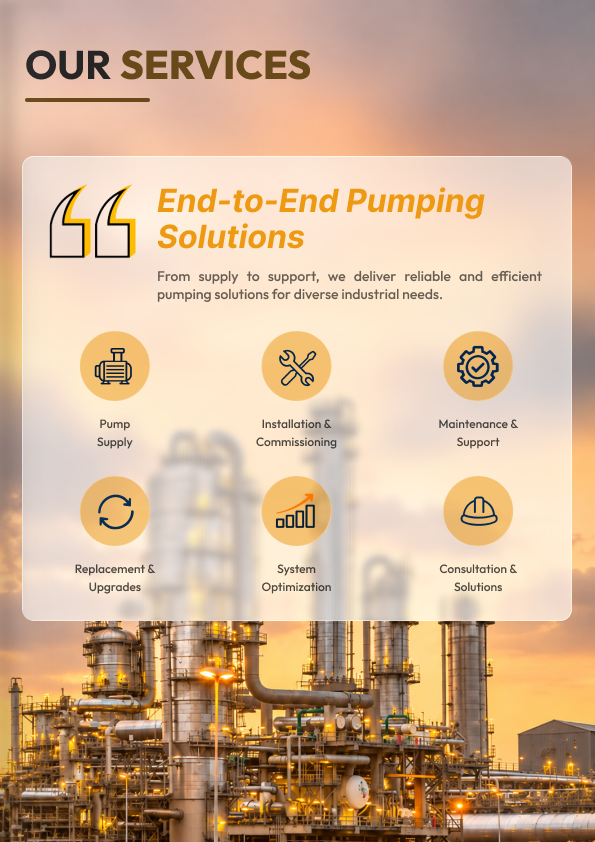 OUR SERVICES
End-to-End Pumping
Solutions
From supply to support, we deliver reliable and efficient
pumping solutions for diverse industrial needs.
Pump
Supply
Installation &
Commissioning
Maintenance &
Support
Replacement &
Upgrades
System
Optimization
Consultation &
Solutions